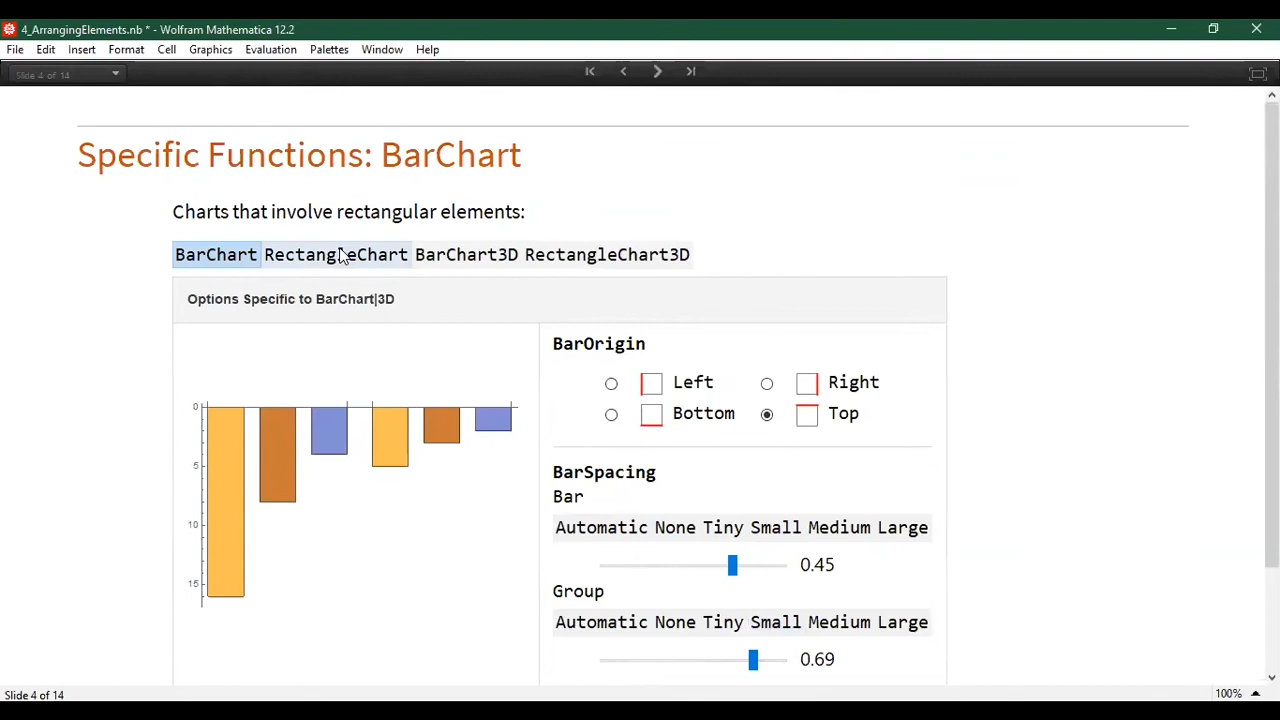 4_ArrangingElements.nb * - Wolfram Mathematica 12.2
File Edit Insert Format Cell Graphics Evaluation Palettes Window Help
Slide 4 of 14
Specific Functions: BarChart
Charts that involve rectangular elements:
BarChart RectangleChart BarChart3D RectangleChart3D
Options Specific to BarChart|3D
0
5
10
15
BarOrigin
Left Right
Bottom Top
BarSpacing
Bar
Automatic None Tiny Small Medium Large
0.45
Group
Automatic None Tiny Small Medium Large
0.69
Slide 4 of 14
100%